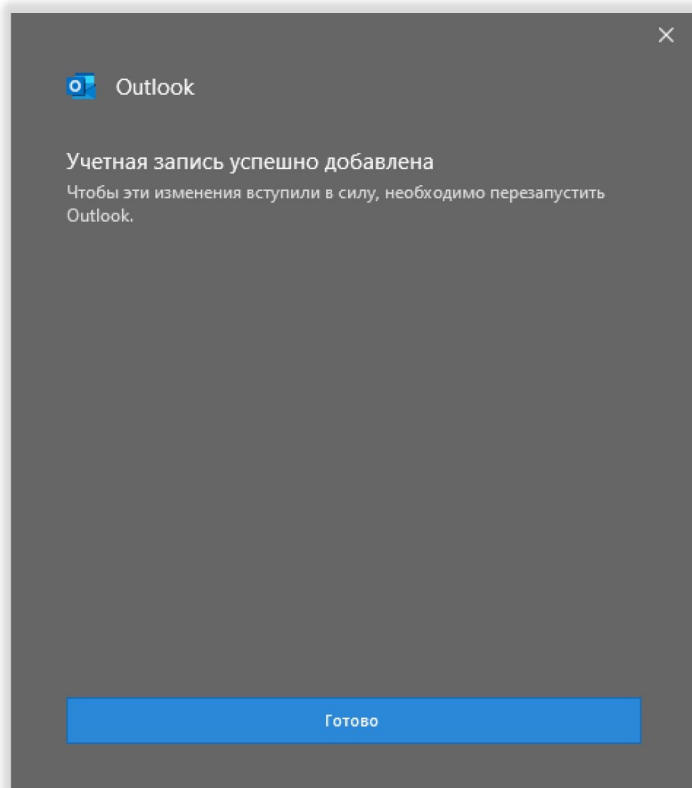 Outlook
Учетная запись успешно добавлена
Чтобы эти изменения вступили в силу, необходимо перезапустить
Outlook.
Готово